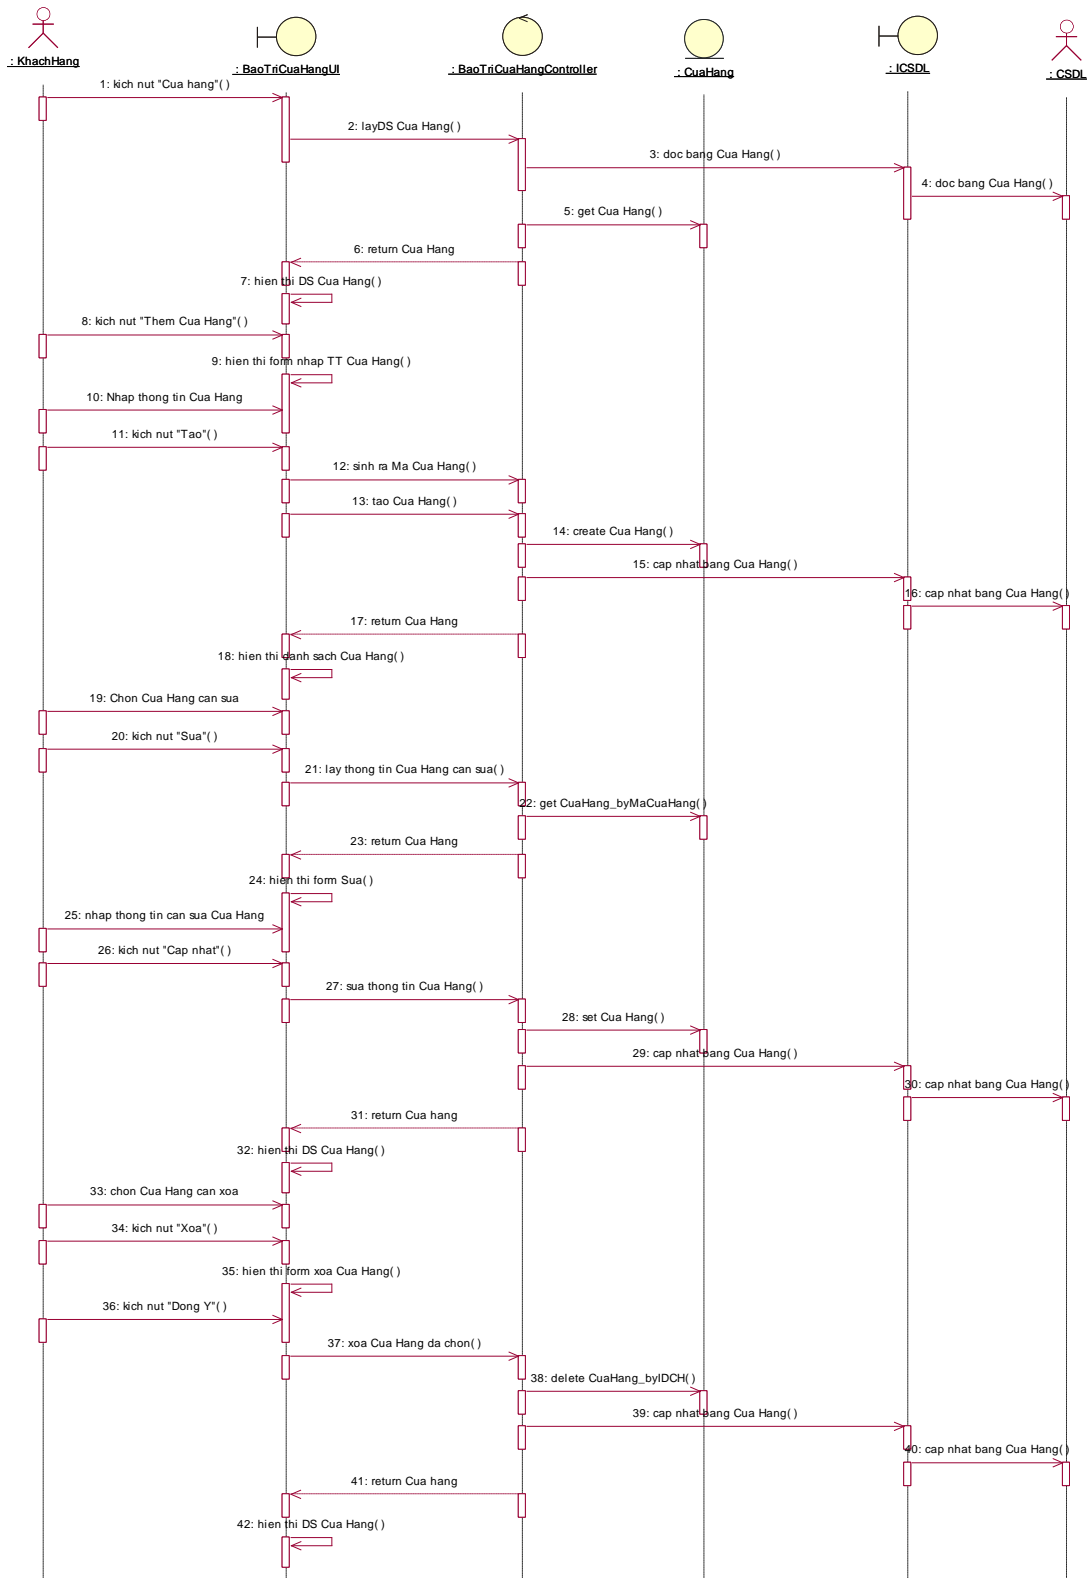 : KhachHang
: BaoTriCuaHangUI
: BaoTriCuaHangController
: CuaHang
: ICSDL
: CSDL
1: kich nut "Cua hang"( )
2: layDS Cua Hang( )
3: doc bang Cua Hang( )
4: doc bang Cua Hang( )
5: get Cua Hang( )
6: return Cua Hang
7: hien thi DS Cua Hang( )
8: kich nut "Them Cua Hang"( )
9: hien thi form nhap TT Cua Hang( )
10: Nhap thong tin Cua Hang
11: kich nut "Tao"( )
12: sinh ra Ma Cua Hang( )
13: tao Cua Hang( )
14: create Cua Hang( )
15: cap nhat bang Cua Hang( )
16: cap nhat bang Cua Hang( )
17: return Cua Hang
18: hien thi danh sach Cua Hang( )
19: Chon Cua Hang can sua
20: kich nut "Sua"( )
21: lay thong tin Cua Hang can sua( )
22: get CuaHang_byMaCuaHang( )
23: return Cua Hang
24: hien thi form Sua( )
25: nhap thong tin can sua Cua Hang
26: kich nut "Cap nhat"( )
27: sua thong tin Cua Hang( )
28: set Cua Hang( )
29: cap nhat bang Cua Hang( )
30: cap nhat bang Cua Hang( )
31: return Cua hang
32: hien thi DS Cua Hang( )
33: chon Cua Hang can xoa
34: kich nut "Xoa"( )
35: hien thi form xoa Cua Hang( )
36: kich nut "Dong Y"( )
37: xoa Cua Hang da chon( )
38: delete CuaHang_byIDCH( )
39: cap nhat bang Cua Hang( )
40: cap nhat bang Cua Hang( )
41: return Cua hang
42: hien thi DS Cua Hang( )